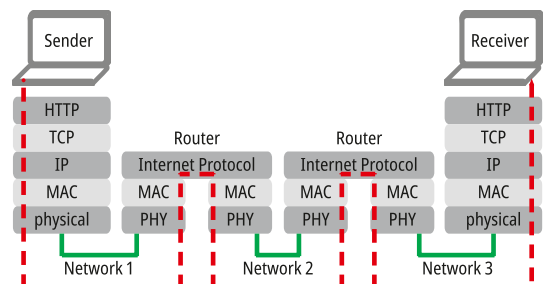 Sender
Receiver
HTTP
HTTP
TCP
Router
Router
TCP
IP
Internet Protocol
Internet Protocol
IP
MAC
MAC
MAC
MAC
MAC
MAC
physical
PHY
PHY
PHY
PHY
physical
Network 1
Network 2
Network 3